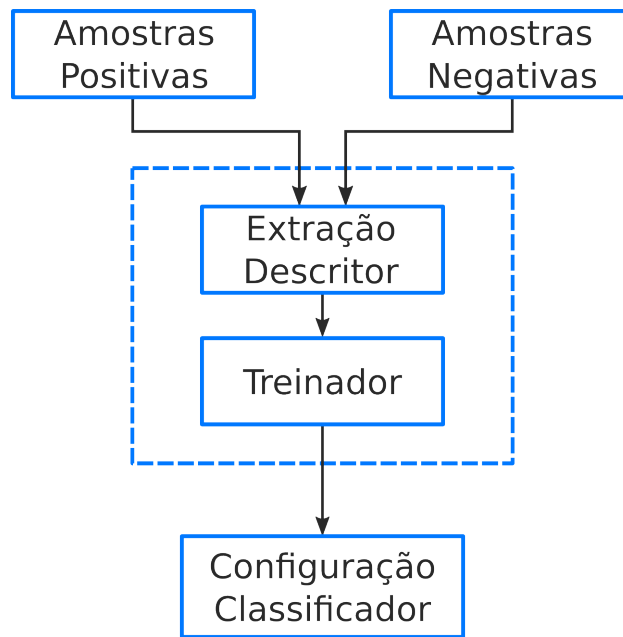 Amostras
Positivas
Amostras
Negativas
Extração
Descritor
Treinador
Configuração
Classificador